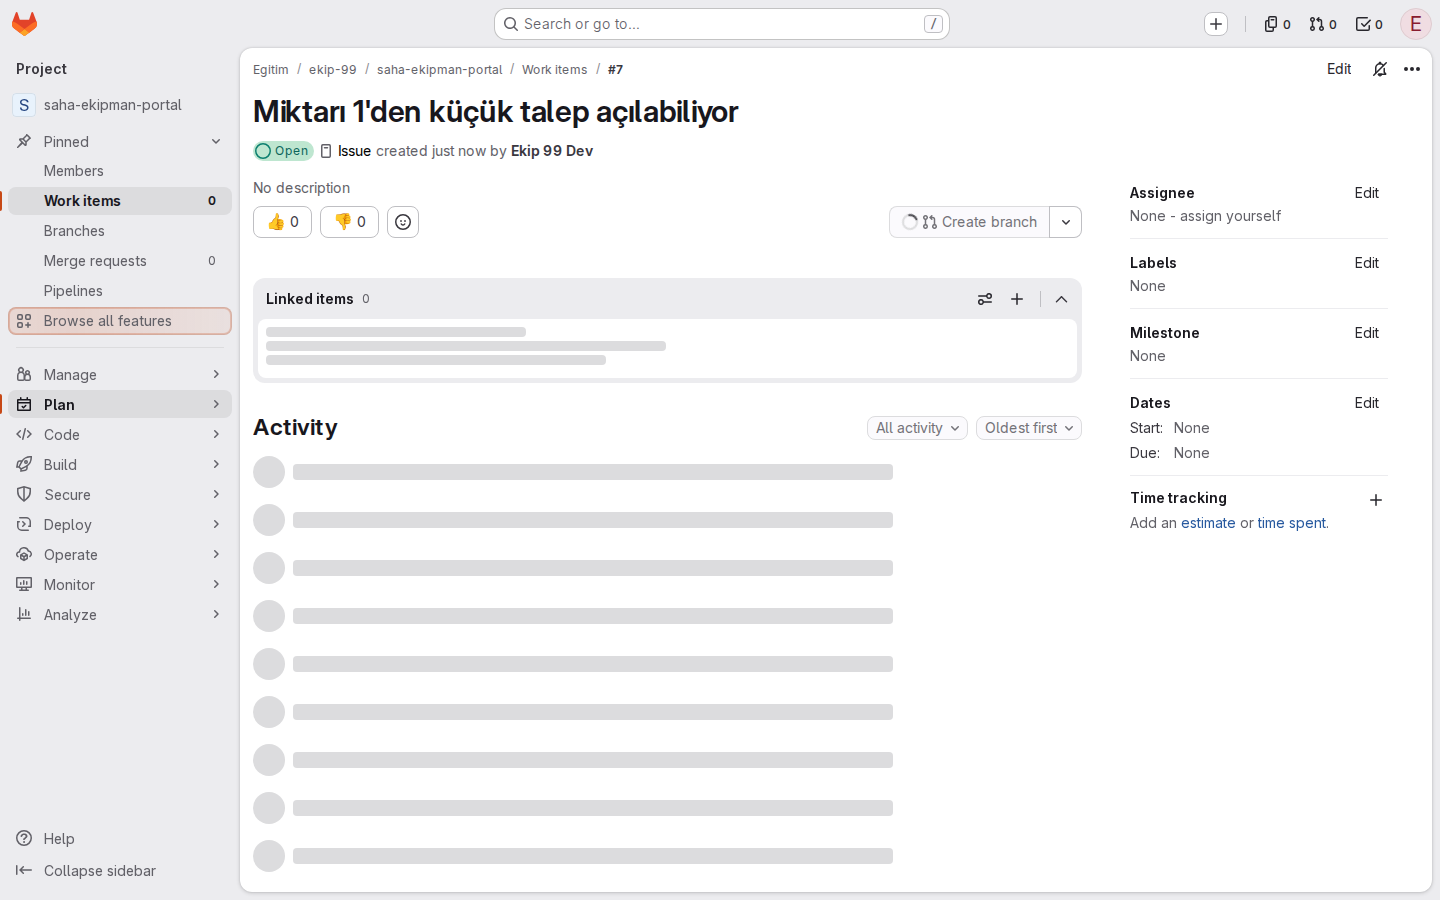 Search or go to...
/
0
0
0
E
Project
S
saha-ekipman-portal
Pinned
Members
Work items
0
Branches
Merge requests
0
Pipelines
Browse all features
Manage
Plan
Code
Build
Secure
Deploy
Operate
Monitor
Analyze
Help
Collapse sidebar
Egitim / ekip-99 / saha-ekipman-portal / Work items / #7
Edit
Miktarı 1'den küçük talep açılabiliyor
Open Issue created just now by Ekip 99 Dev
No description
👍 0
👎 0
Create branch
Linked items 0
Activity
All activity
Oldest first
Assignee
Edit
None - assign yourself
Labels
Edit
None
Milestone
Edit
None
Dates
Edit
Start: None
Due: None
Time tracking
Add an estimate or time spent.